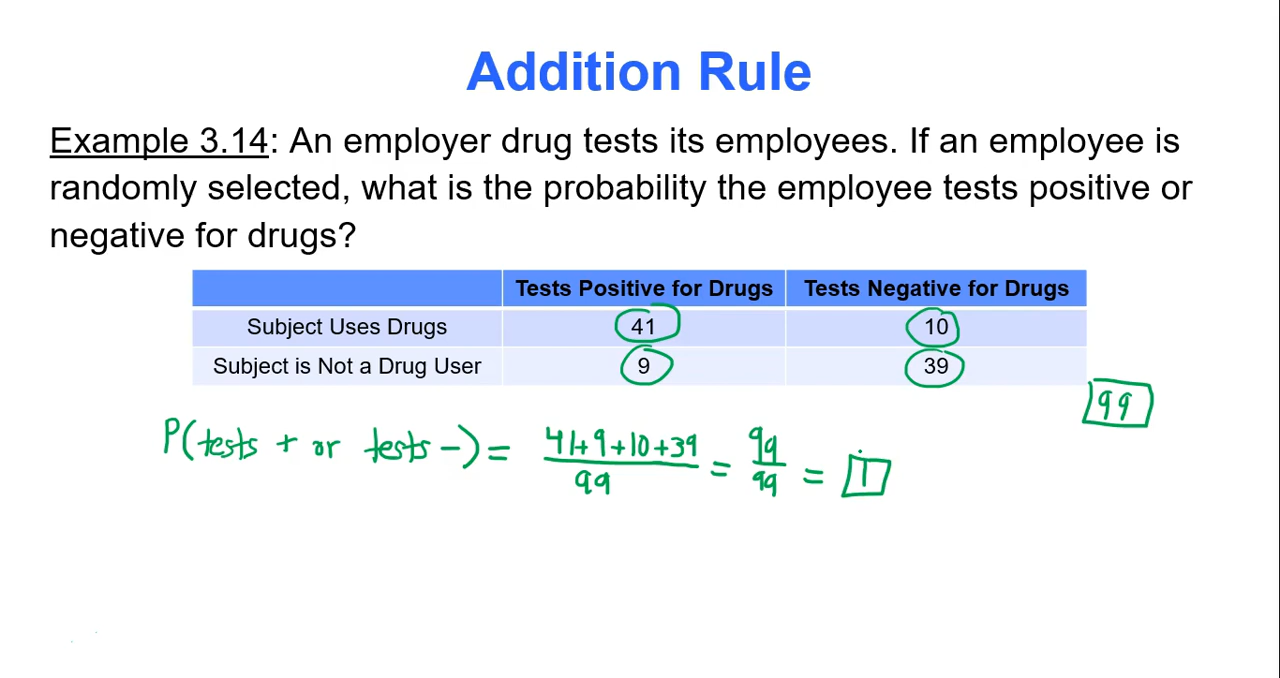 Addition Rule
Example 3.14: An employer drug tests its employees. If an employee is
randomly selected, what is the probability the employee tests positive or
negative for drugs?
Tests Positive for Drugs Tests Negative for Drugs
Subject Uses Drugs 41 10
Subject is Not a Drug User 9 39
99
P(tests + or tests -) = 41+9+10+39 / 99 = 99 / 99 = 1